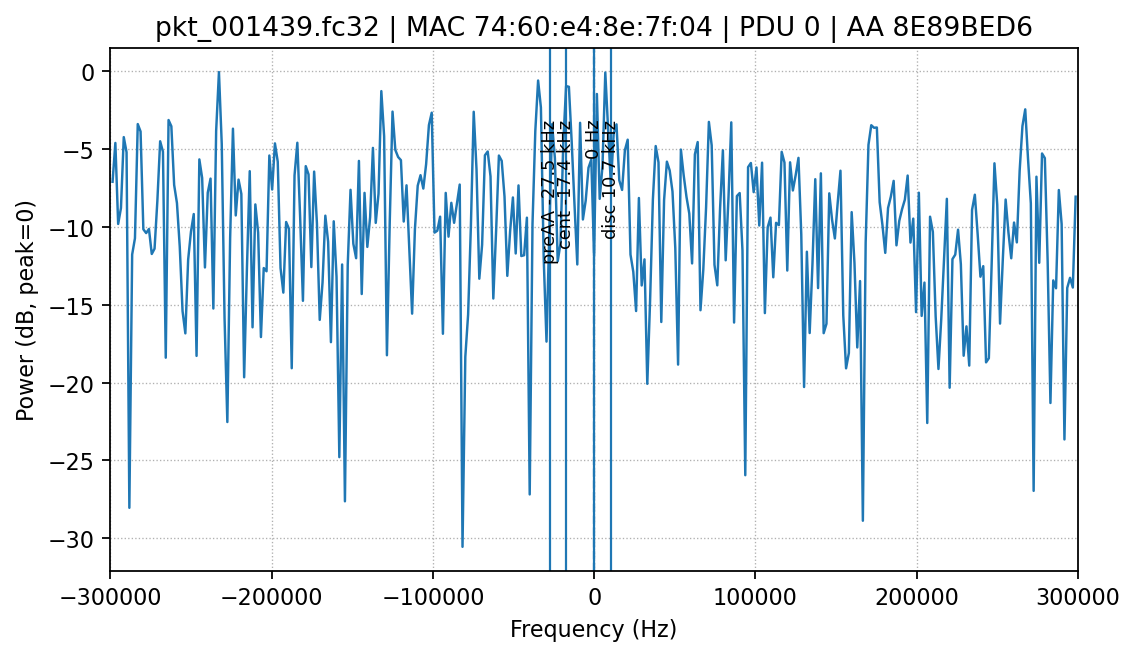 pkt_001439.fc32 | MAC 74:60:e4:8e:7f:04 | PDU 0 | AA 8E89BED6
Power (dB, peak=0)
0
−5
−10
−15
−20
−25
−30
preAA -27.5 kHz
cent -17.4 kHz
0 Hz
disc 10.7 kHz
−300000
−200000
−100000
0
100000
200000
300000
Frequency (Hz)